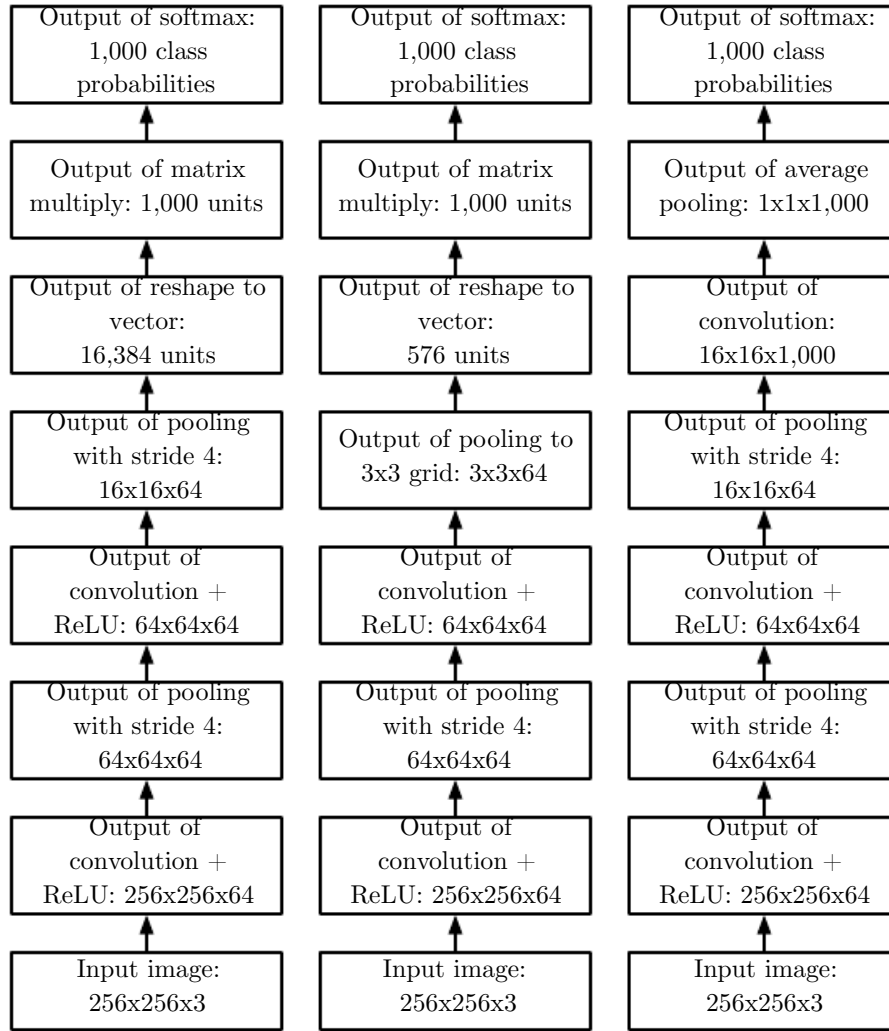 Output of softmax:
1,000 class
probabilities
Output of matrix
multiply: 1,000 units
Output of reshape to
vector:
16,384 units
Output of pooling
with stride 4:
16x16x64
Output of
convolution +
ReLU: 64x64x64
Output of pooling
with stride 4:
64x64x64
Output of
convolution +
ReLU: 256x256x64
Input image:
256x256x3
Output of softmax:
1,000 class
probabilities
Output of matrix
multiply: 1,000 units
Output of reshape to
vector:
576 units
Output of pooling to
3x3 grid: 3x3x64
Output of
convolution +
ReLU: 64x64x64
Output of pooling
with stride 4:
64x64x64
Output of
convolution +
ReLU: 256x256x64
Input image:
256x256x3
Output of softmax:
1,000 class
probabilities
Output of average
pooling: 1x1x1,000
Output of
convolution:
16x16x1,000
Output of pooling
with stride 4:
16x16x64
Output of
convolution +
ReLU: 64x64x64
Output of pooling
with stride 4:
64x64x64
Output of
convolution +
ReLU: 256x256x64
Input image:
256x256x3